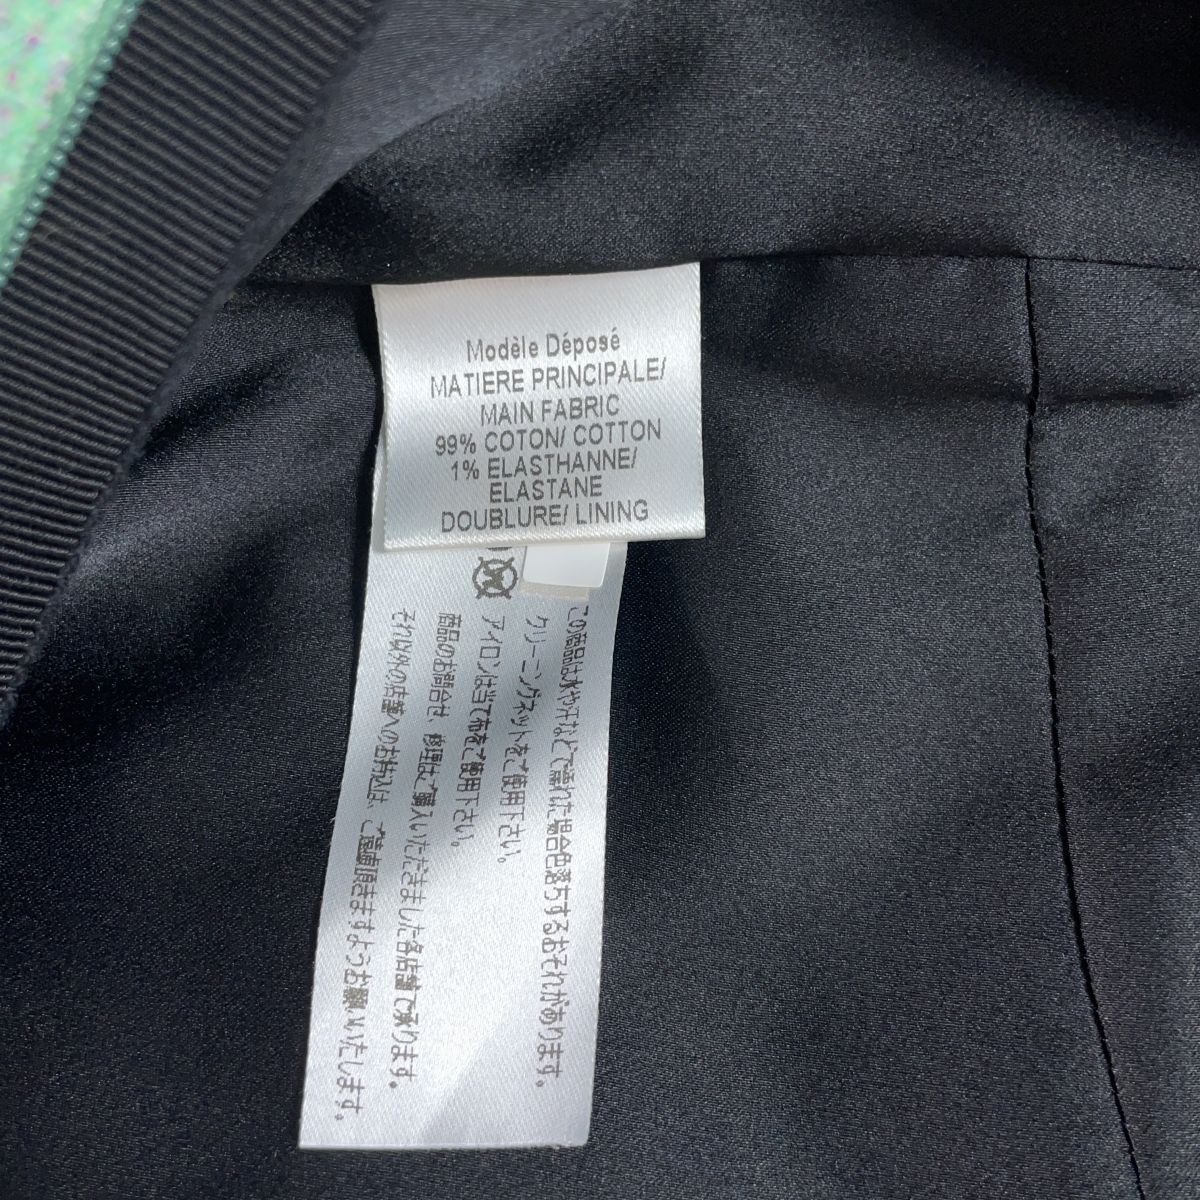 Modèle Déposé
MATIERE PRINCIPALE/
MAIN FABRIC
99% COTON/ COTTON
1% ELASTHANNE/
ELASTANE
DOUBLURE/ LINING
この商品は水や汗などで濡れた場合色落ちするおそれがあります。
クリーニングネットをご使用下さい。
アイロンは当て布をご使用下さい。
商品のお問合せ、修理はご購入いただきました各店舗で承ります。
それ以外の店舗へのお持込は、ご遠慮頂きますようお願いいたします。